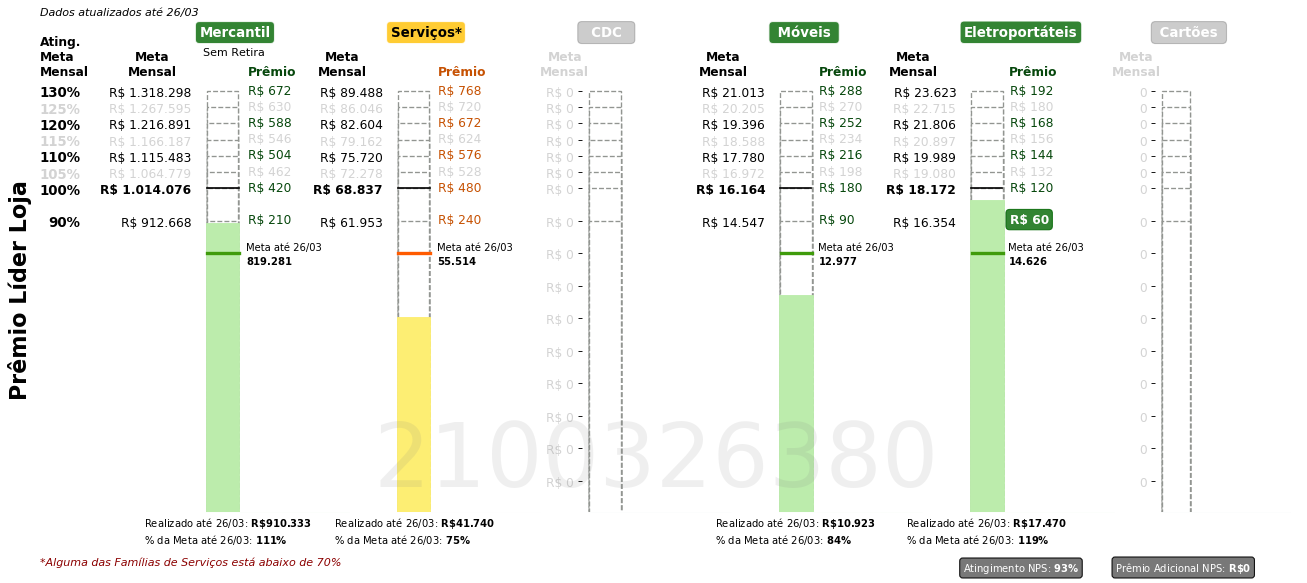 Dados atualizados até 26/03
Mercantil
Serviços*
CDC
Móveis
Eletroportáteis
Cartões
Ating.
Meta
Mensal
Meta
Mensal
Sem Retira
Prêmio
Meta
Mensal
Prêmio
Meta
Mensal
Meta
Mensal
Prêmio
Meta
Mensal
Prêmio
Meta
Mensal
130% R$ 1.318.298 R$ 672 R$ 89.488 R$ 768 R$ 0 R$ 21.013 R$ 288 R$ 23.623 R$ 192 0
125% R$ 1.267.595 R$ 630 R$ 86.046 R$ 720 R$ 0 R$ 20.205 R$ 270 R$ 22.715 R$ 180 0
120% R$ 1.216.891 R$ 588 R$ 82.604 R$ 672 R$ 0 R$ 19.396 R$ 252 R$ 21.806 R$ 168 0
115% R$ 1.166.187 R$ 546 R$ 79.162 R$ 624 R$ 0 R$ 18.588 R$ 234 R$ 20.897 R$ 156 0
110% R$ 1.115.483 R$ 504 R$ 75.720 R$ 576 R$ 0 R$ 17.780 R$ 216 R$ 19.989 R$ 144 0
105% R$ 1.064.779 R$ 462 R$ 72.278 R$ 528 R$ 0 R$ 16.972 R$ 198 R$ 19.080 R$ 132 0
100% R$ 1.014.076 R$ 420 R$ 68.837 R$ 480 R$ 0 R$ 16.164 R$ 180 R$ 18.172 R$ 120 0
90% R$ 912.668 R$ 210 R$ 61.953 R$ 240 R$ 0 R$ 14.547 R$ 90 R$ 16.354 R$ 60 0
Meta até 26/03
819.281
Meta até 26/03
55.514
R$ 0
Meta até 26/03
12.977
Meta até 26/03
14.626
0
R$ 0 0
R$ 0 0
R$ 0 0
R$ 0 0
R$ 0 0
R$ 0 0
R$ 0 0
Prêmio Líder Loja
2100326380
Realizado até 26/03: R$910.333
% da Meta até 26/03: 111%
Realizado até 26/03: R$41.740
% da Meta até 26/03: 75%
Realizado até 26/03: R$10.923
% da Meta até 26/03: 84%
Realizado até 26/03: R$17.470
% da Meta até 26/03: 119%
*Alguma das Famílias de Serviços está abaixo de 70%
Atingimento NPS: 93%
Prêmio Adicional NPS: R$0